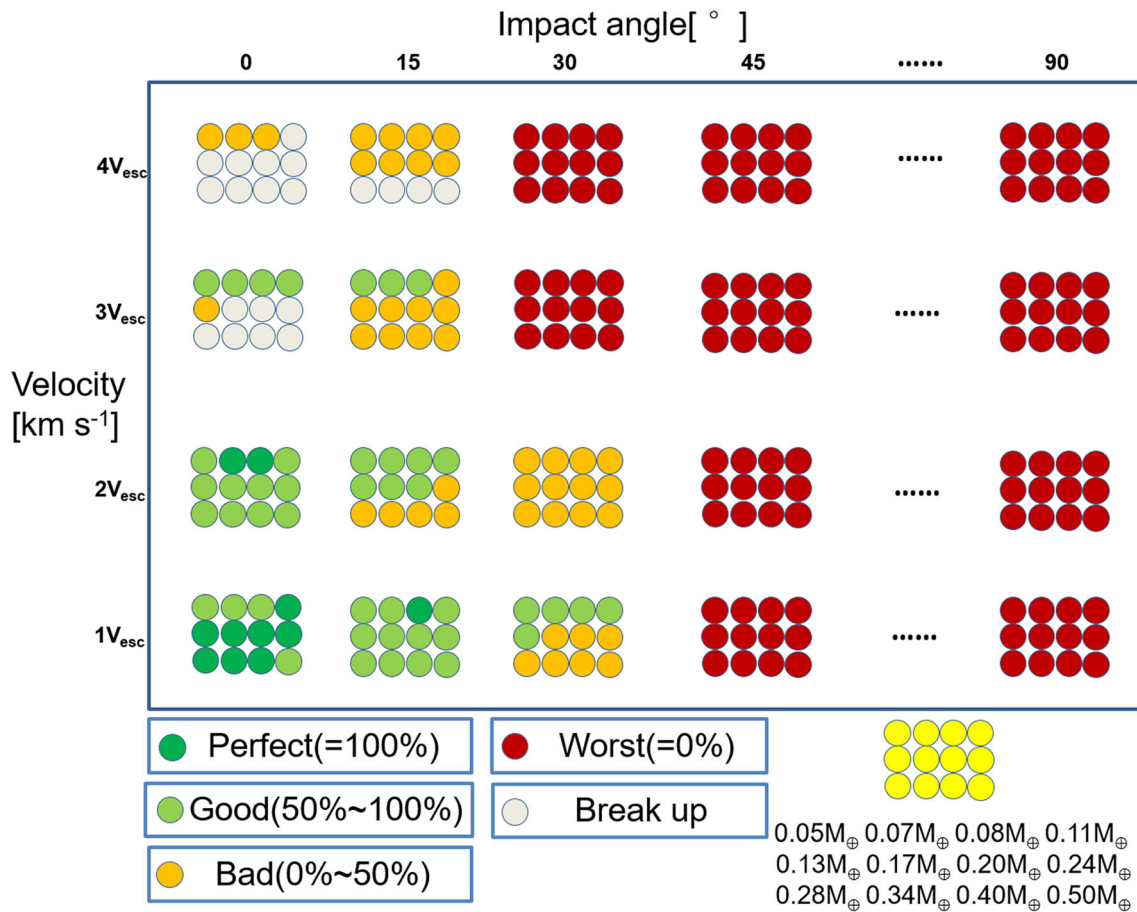 Impact angle[ ° ]
0 15 30 45 ...... 90
4Vesc ......
3Vesc ......
Velocity
[km s-1]
2Vesc ......
1Vesc ......
Perfect(=100%) Worst(=0%)
Good(50%~100%) Break up
Bad(0%~50%)
0.05M⊕ 0.07M⊕ 0.08M⊕ 0.11M⊕
0.13M⊕ 0.17M⊕ 0.20M⊕ 0.24M⊕
0.28M⊕ 0.34M⊕ 0.40M⊕ 0.50M⊕